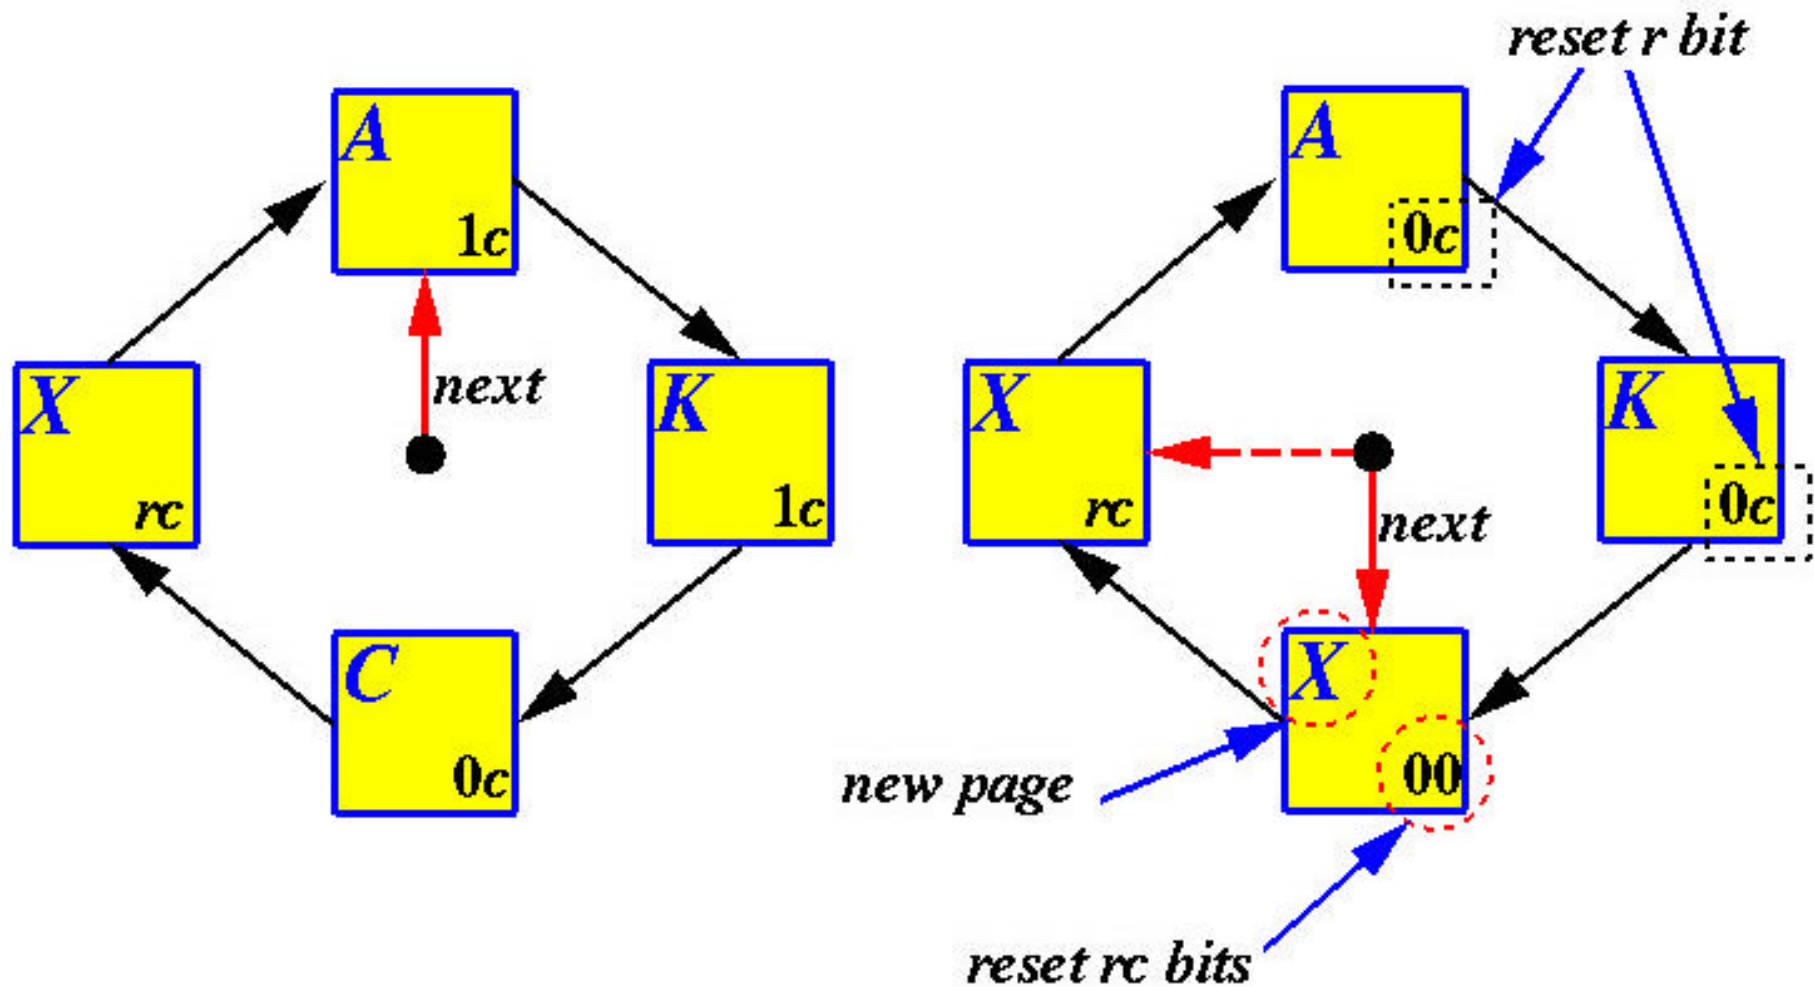 A
1c
next
X
rc
K
1c
C
0c
reset r bit
A
0c
X
rc
K
0c
next
X
00
new page
reset rc bits